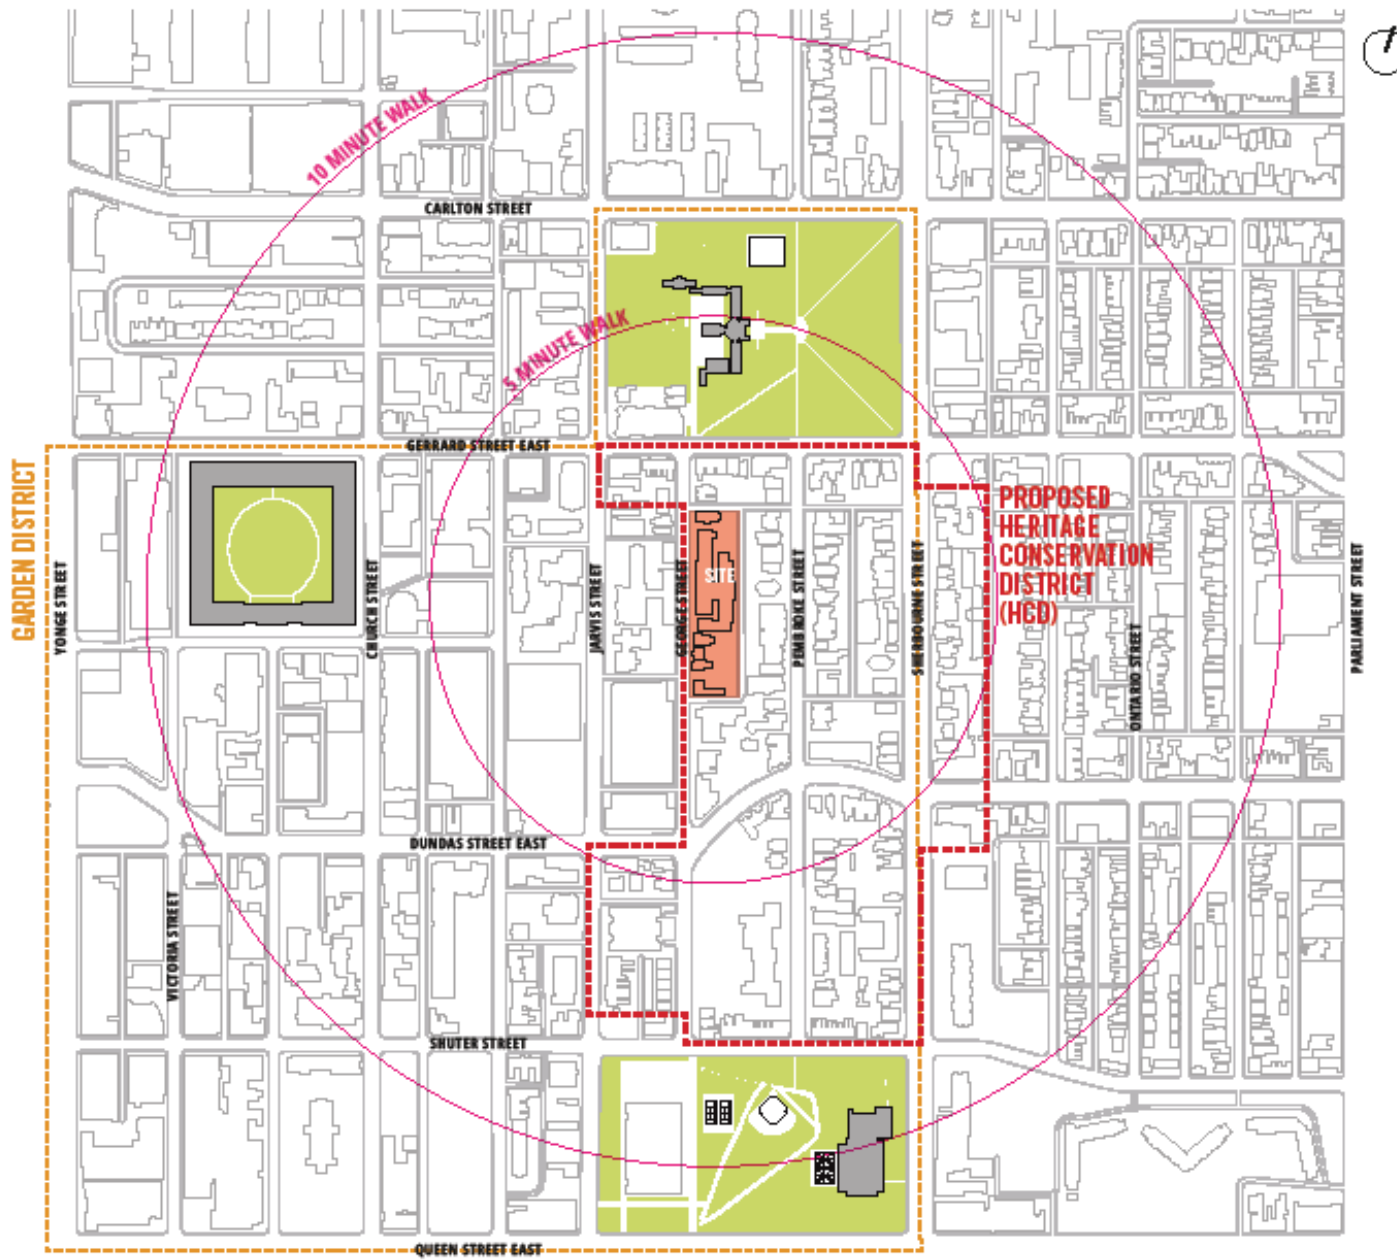 10 MINUTE WALK
CARLTON STREET
5 MINUTE WALK
GERRARD STREET EAST
GARDEN DISTRICT
YONGE STREET
CHURCH STREET
JARVIS STREET
GEORGE STREET
SITE
PEMBROKE STREET
SHERBOURNE STREET
PROPOSED
HERITAGE
CONSERVATION
DISTRICT
(HCD)
ONTARIO STREET
PARLIAMENT STREET
DUNDAS STREET EAST
VICTORIA STREET
SHUTER STREET
QUEEN STREET EAST